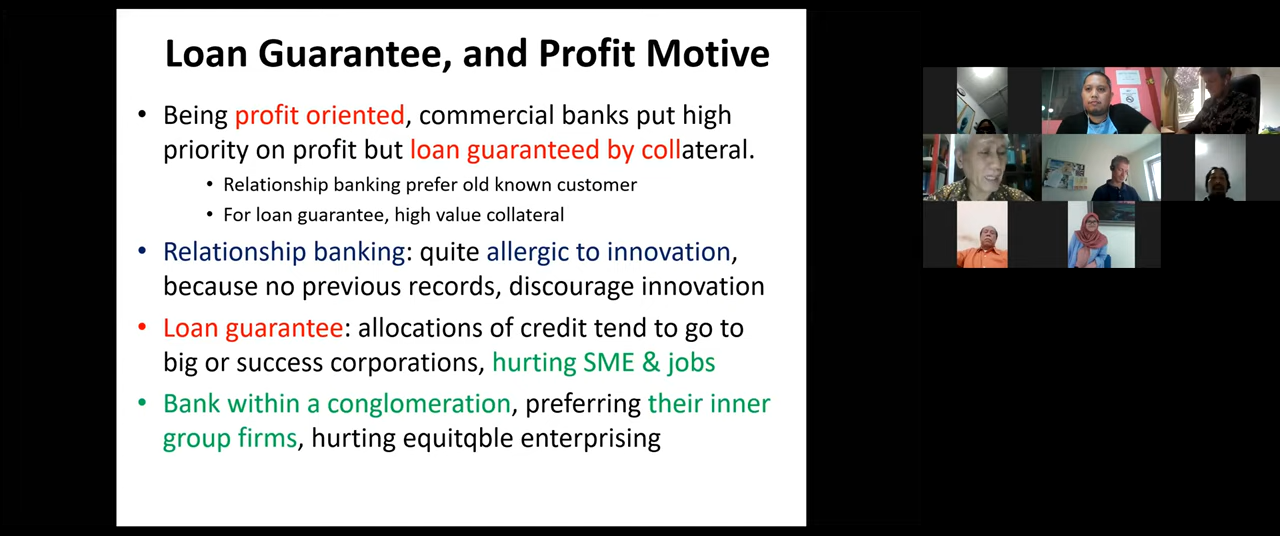 Loan Guarantee, and Profit Motive
• Being profit oriented, commercial banks put high
priority on profit but loan guaranteed by collateral.
• Relationship banking prefer old known customer
• For loan guarantee, high value collateral
• Relationship banking: quite allergic to innovation,
because no previous records, discourage innovation
• Loan guarantee: allocations of credit tend to go to
big or success corporations, hurting SME & jobs
• Bank within a conglomeration, preferring their inner
group firms, hurting equitqble enterprising